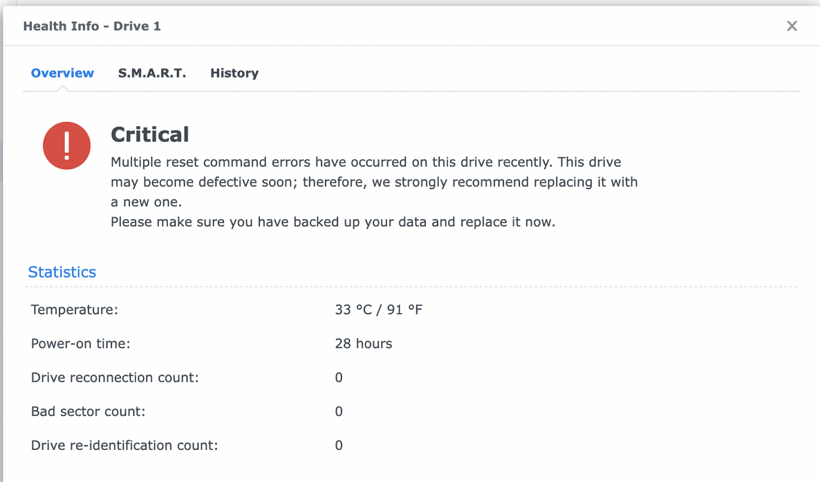 Health Info - Drive 1
Overview S.M.A.R.T. History
Critical
Multiple reset command errors have occurred on this drive recently. This drive
may become defective soon; therefore, we strongly recommend replacing it with
a new one.
Please make sure you have backed up your data and replace it now.
Statistics
Temperature: 33 °C / 91 °F
Power-on time: 28 hours
Drive reconnection count: 0
Bad sector count: 0
Drive re-identification count: 0